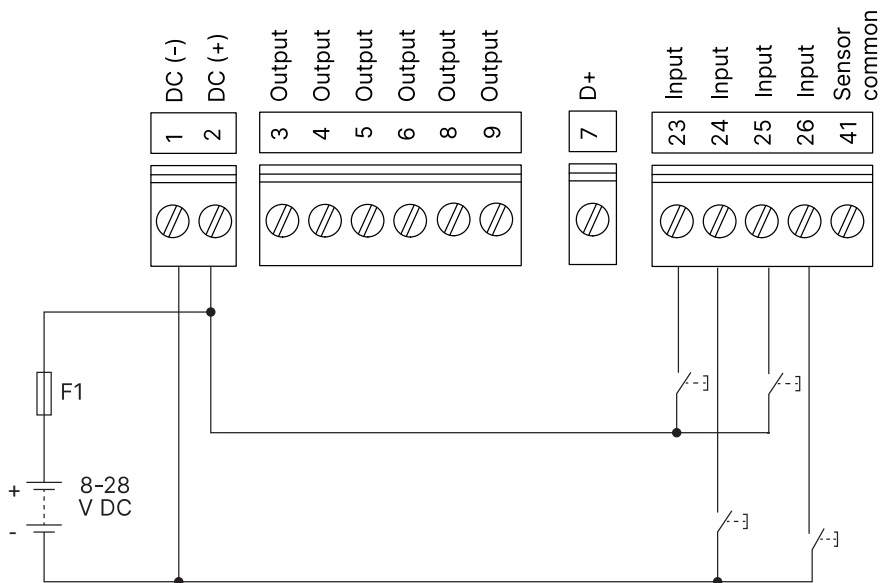 DC (-)
DC (+)
Output
Output
Output
Output
Output
Output
D+
Input
Input
Input
Input
Sensor
common
1
2
3
4
5
6
8
9
7
23
24
25
26
41
F1
+
8-28
V DC
-